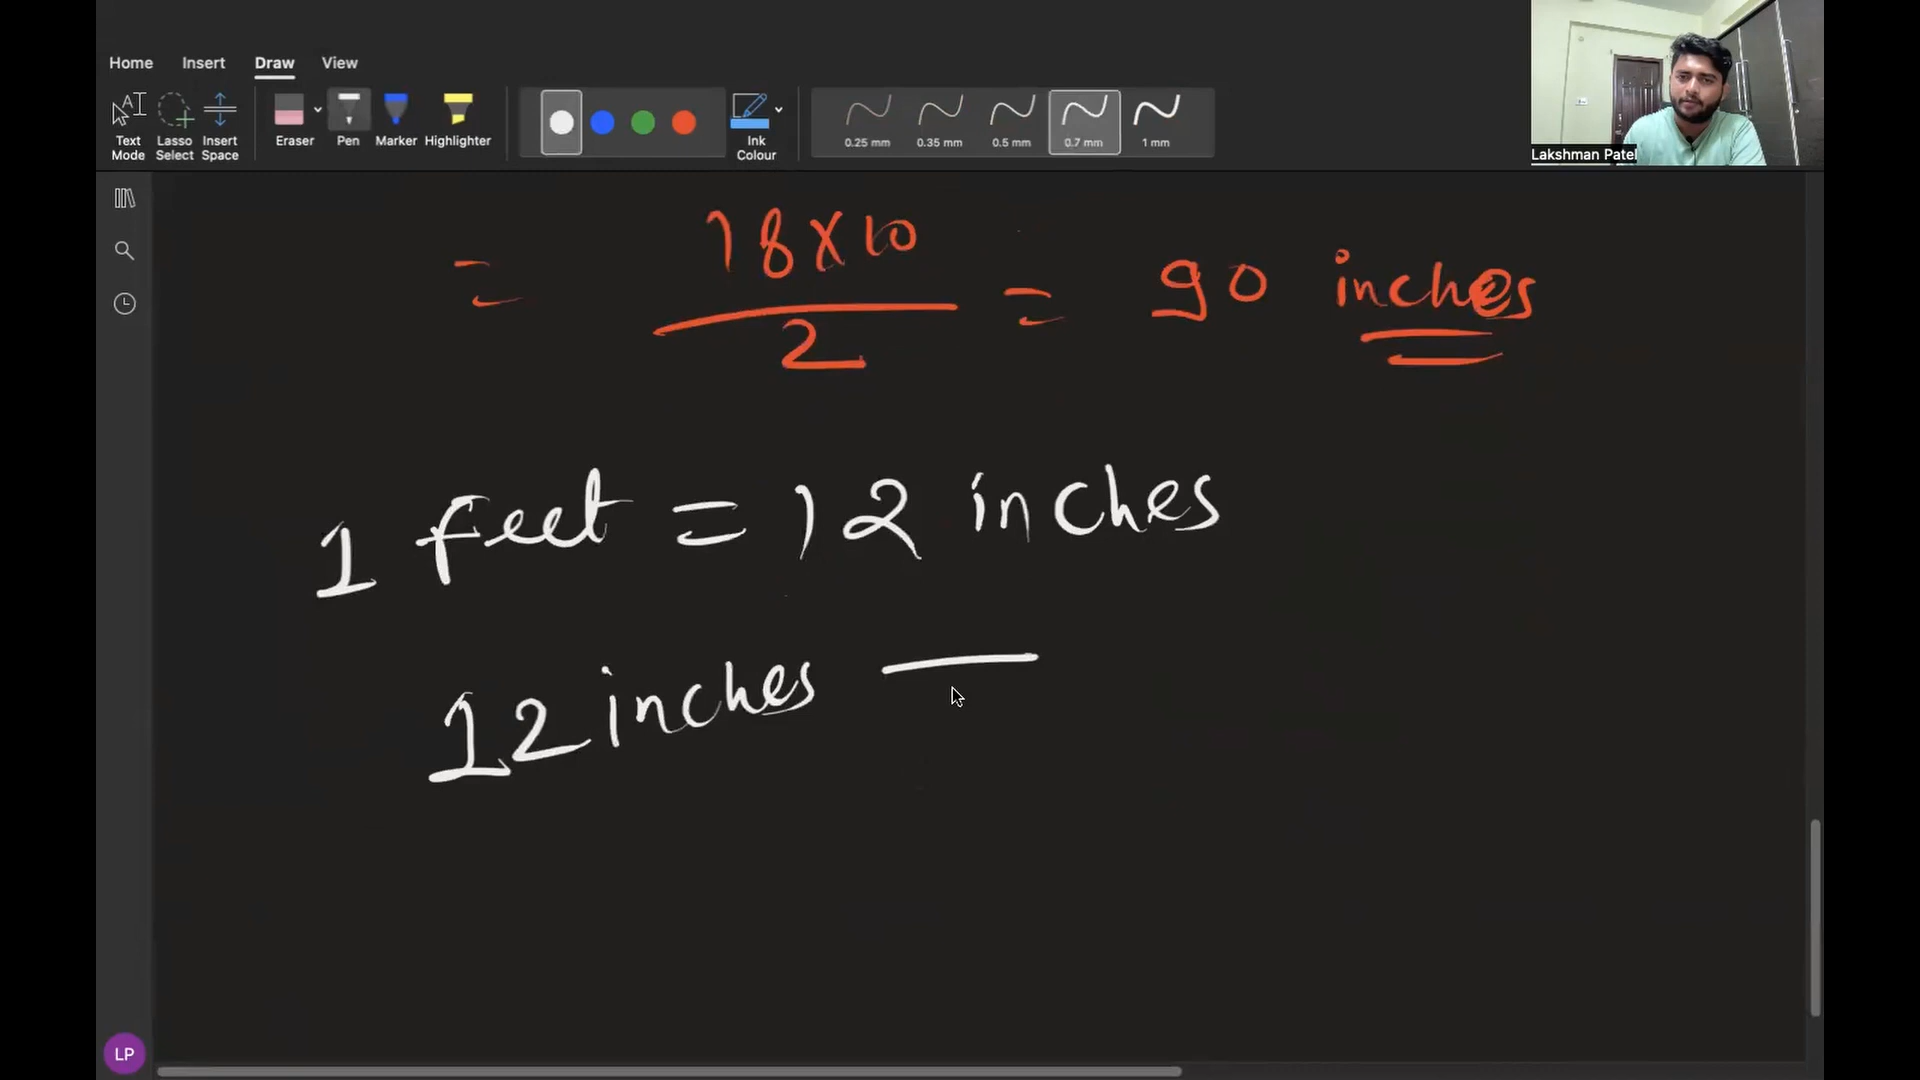 Home Insert Draw View
Text Mode Lasso Select Insert Space Eraser Pen Marker Highlighter Ink Colour 0.25 mm 0.35 mm 0.5 mm 0.7 mm 1 mm
Lakshman Patel
= 18 X 10 / 2 = 90 inches
1 feet = 12 inches
12 inches —
LP